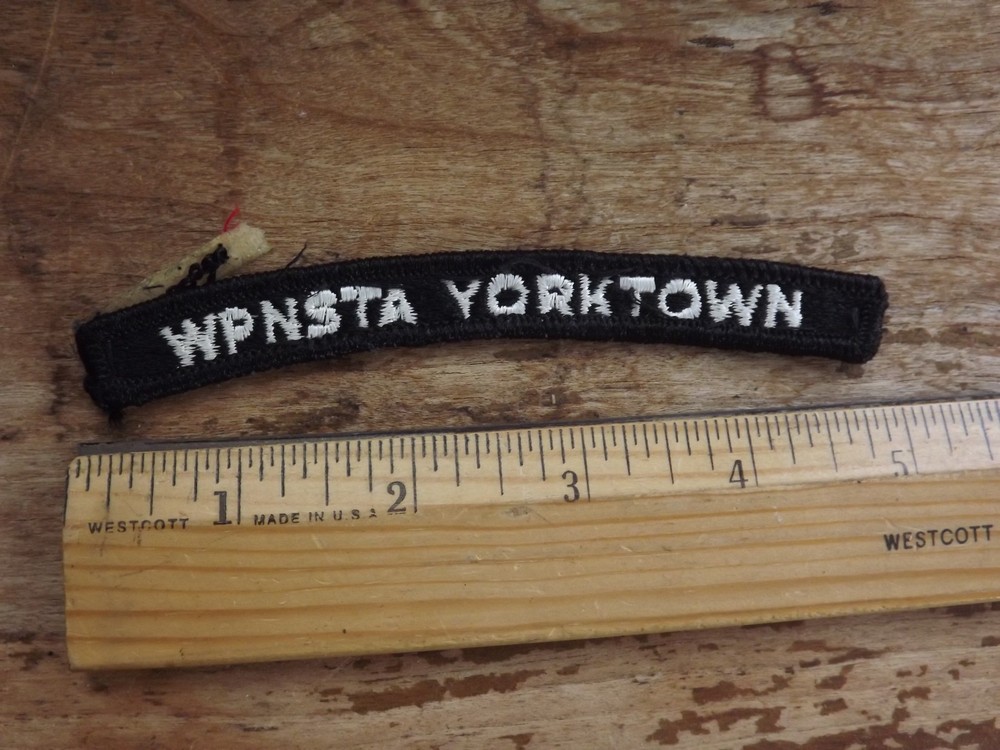 WPNSTA YORKTOWN
1 2 3 4 5
WESTCOTT MADE IN U.S.A
WESTCOTT